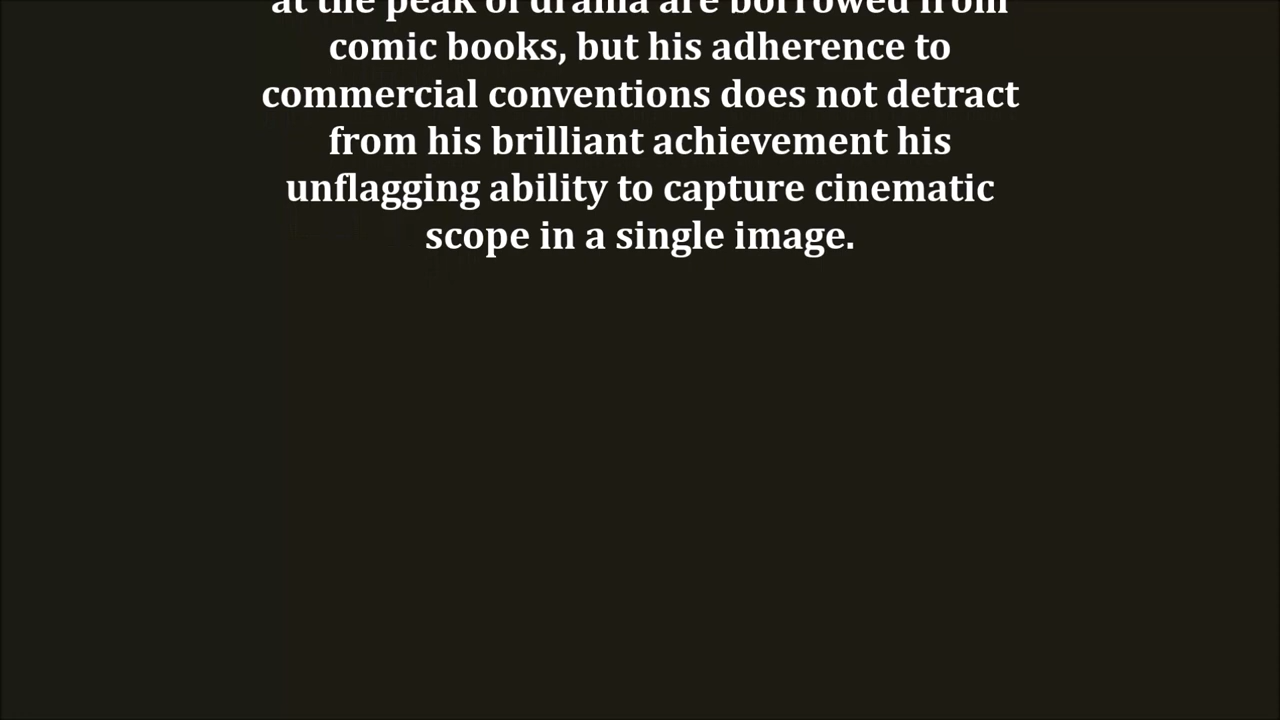 at the peak of drama are borrowed from
comic books, but his adherence to
commercial conventions does not detract
from his brilliant achievement his
unflagging ability to capture cinematic
scope in a single image.